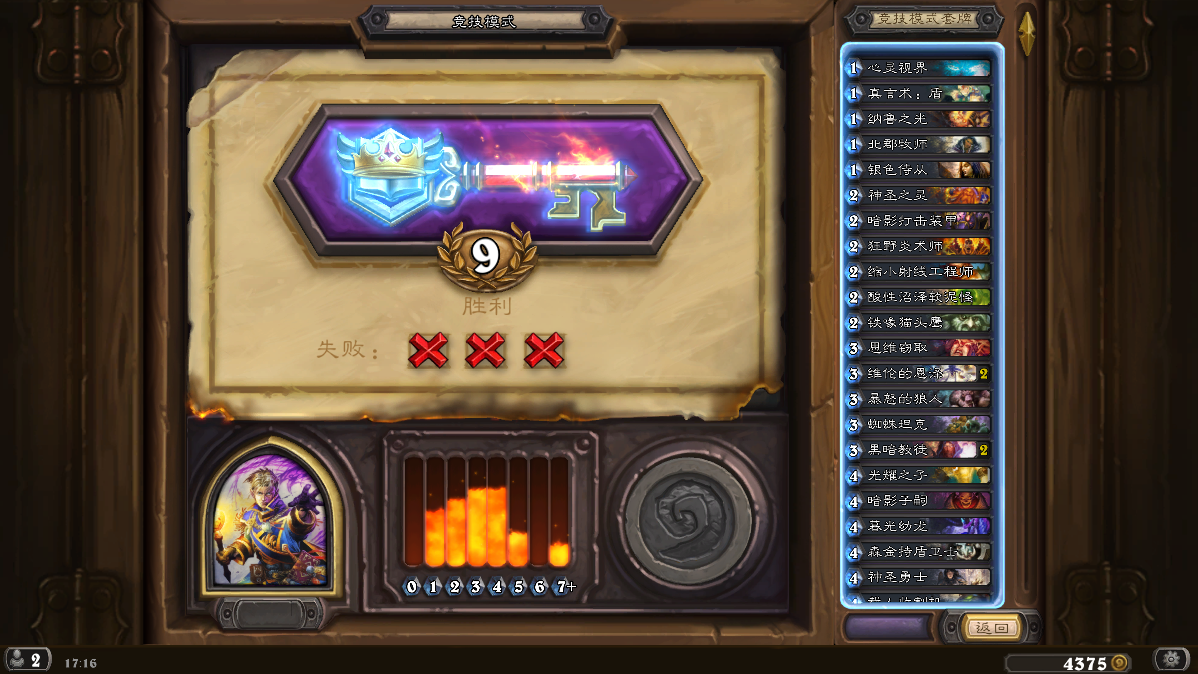 竞技模式
9
胜利
失败：
0 1 2 3 4 5 6 7+
竞技模式套牌
1 心灵视界
1 真言术：盾
1 纳鲁之光
1 北郡牧师
1 银色侍从
2 神圣之灵
2 暗影打击装甲
2 狂野炎术师
2 缩小射线工程师
2 酸性沼泽软泥怪
2 铁喙猫头鹰
3 思维窃取
3 维伦的恩泽 2
3 暴怒的狼人
3 蜘蛛坦克
3 黑暗教徒 2
4 光耀之子
4 暗影子嗣
4 暮光幼龙
4 森金持盾卫士
4 神圣勇士
返回
2
17:16
4375